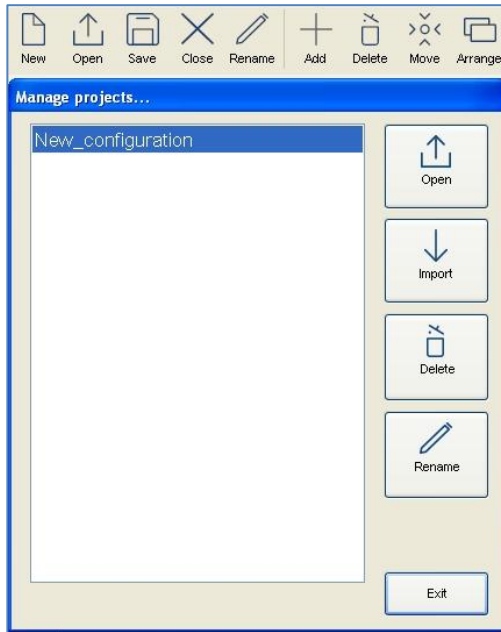 New Open Save Close Rename Add Delete Move Arrange
Manage projects...
New_configuration
Open
Import
Delete
Rename
Exit